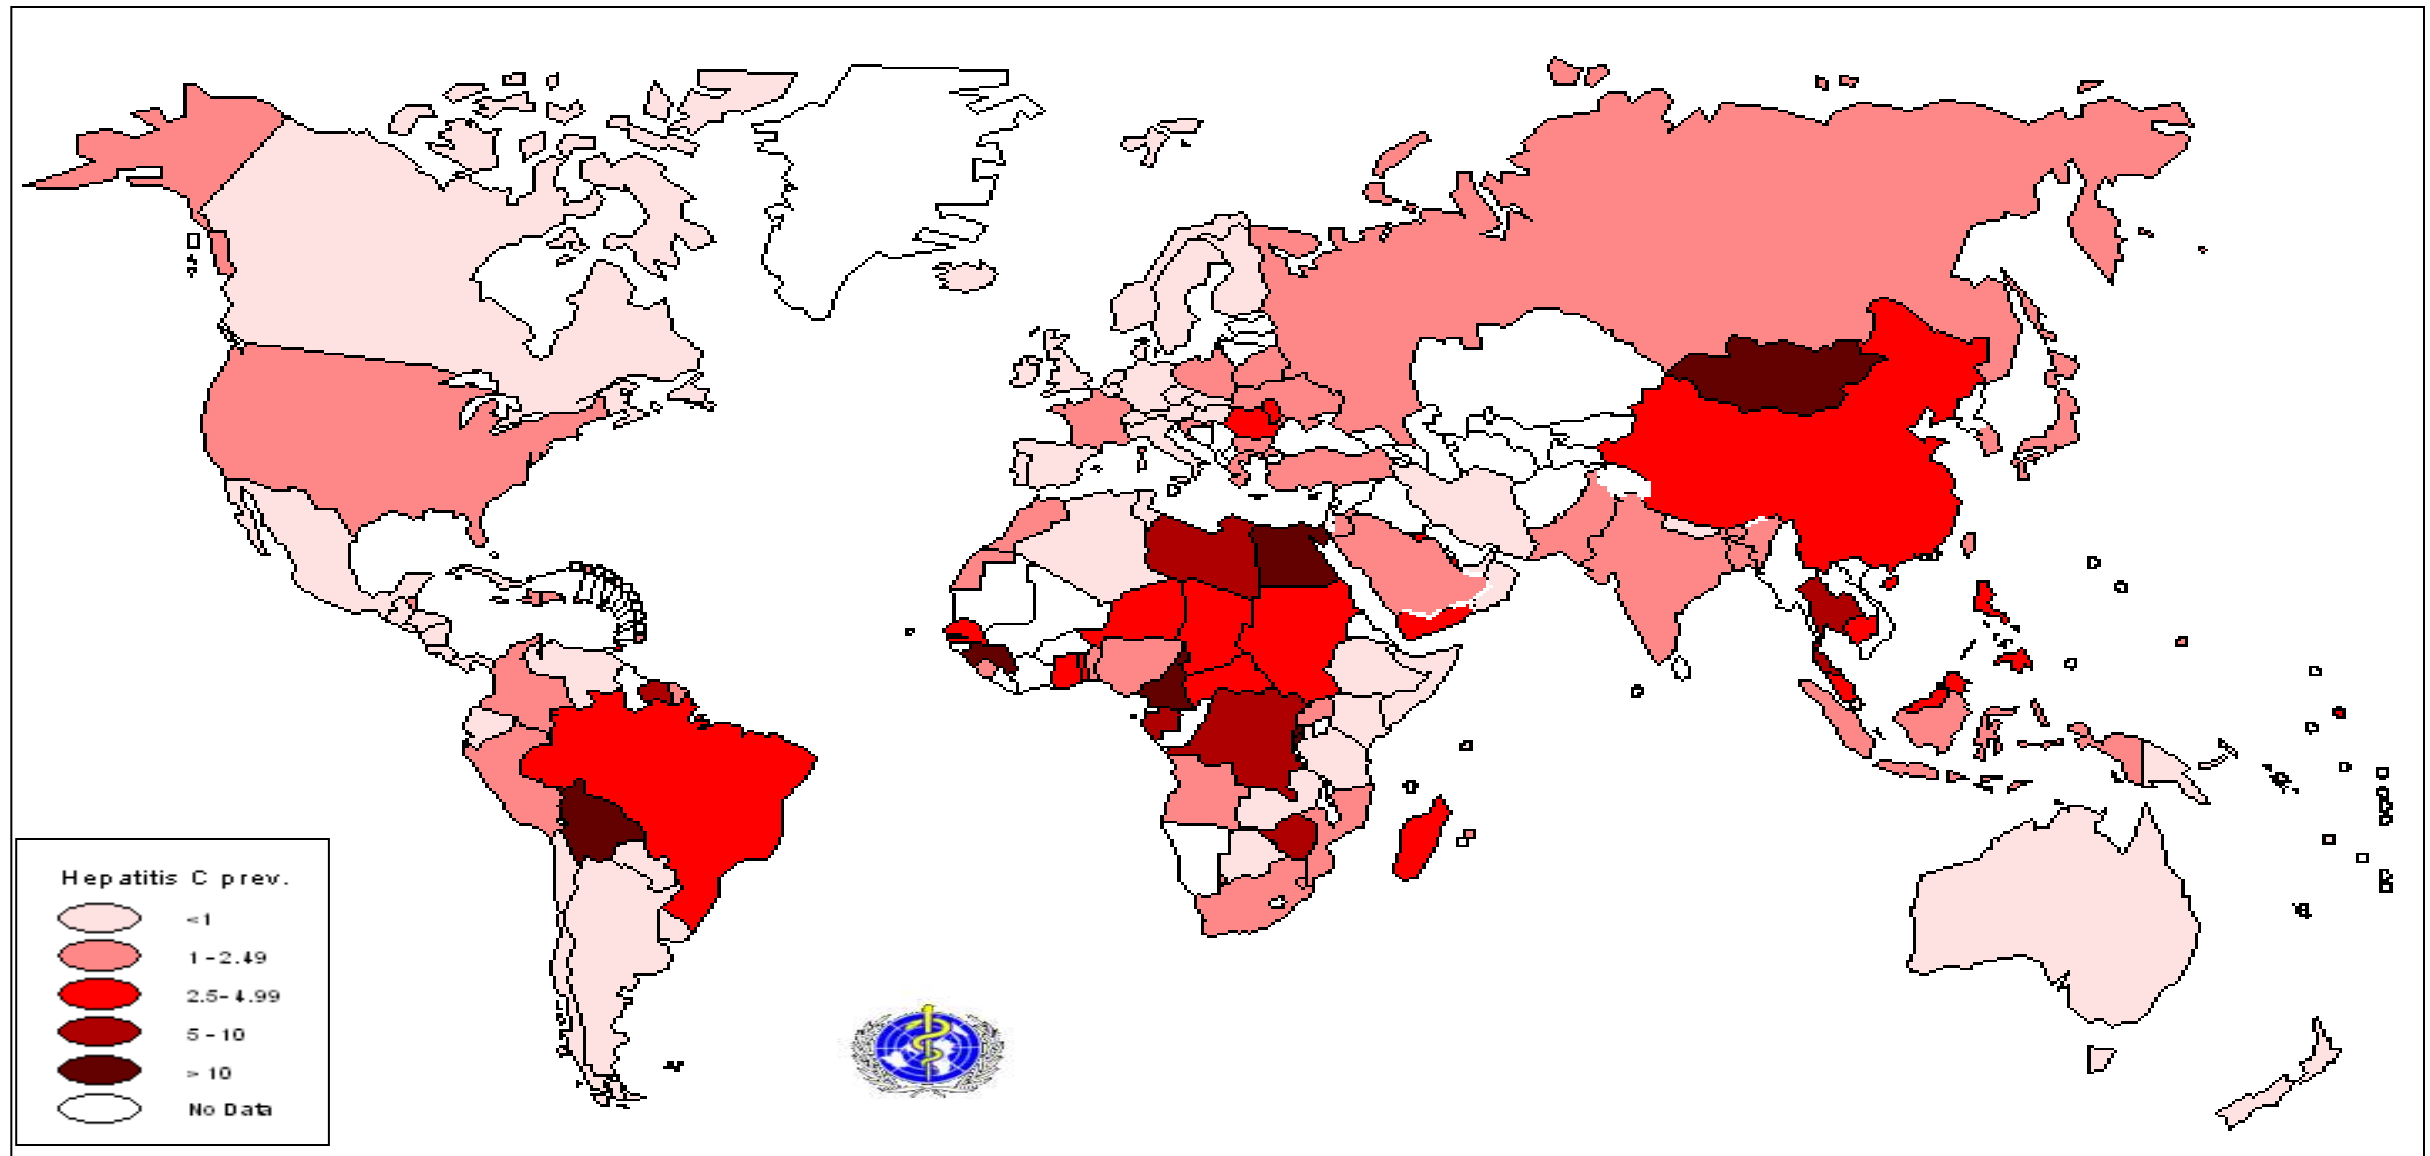 Hepatitis C prev.
<1
1-2.49
2.5-4.99
5-10
>10
No Data